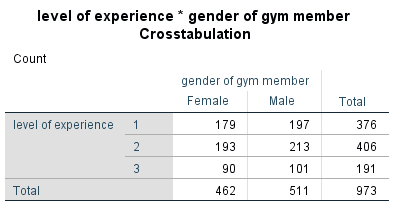 level of experience * gender of gym member
Crosstabulation
Count
gender of gym member
Female Male Total
level of experience 1 179 197 376
2 193 213 406
3 90 101 191
Total 462 511 973